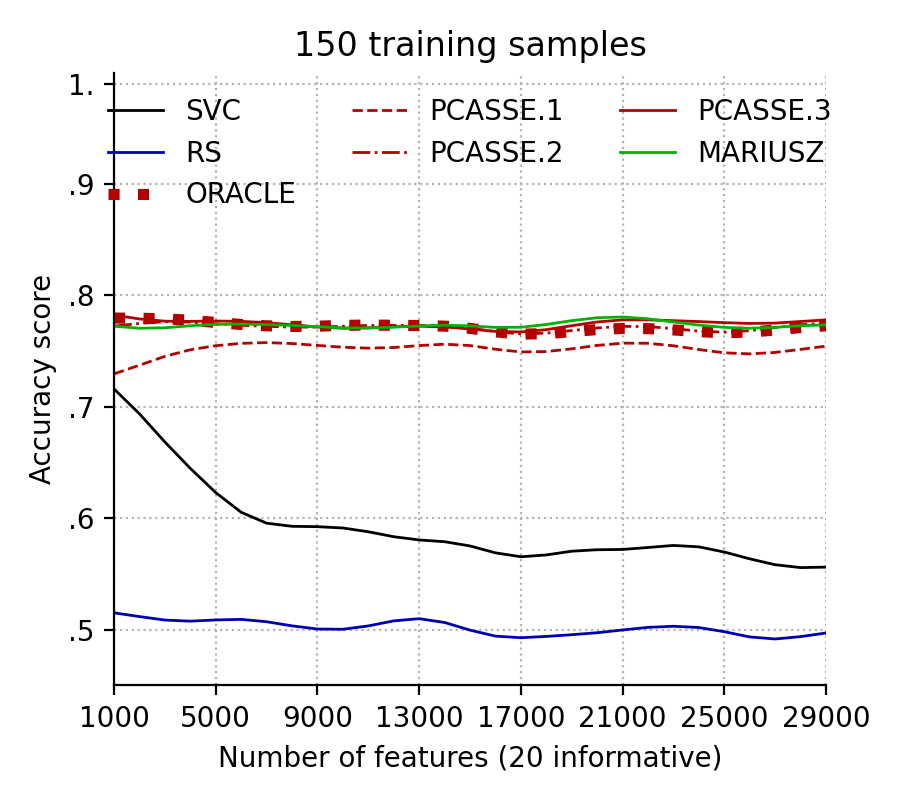 150 training samples
1.
.9
.8
.7
.6
.5
Accuracy score
SVC
PCASSE.1
PCASSE.3
RS
PCASSE.2
MARIUSZ
ORACLE
1000 5000 9000 13000 17000 21000 25000 29000
Number of features (20 informative)